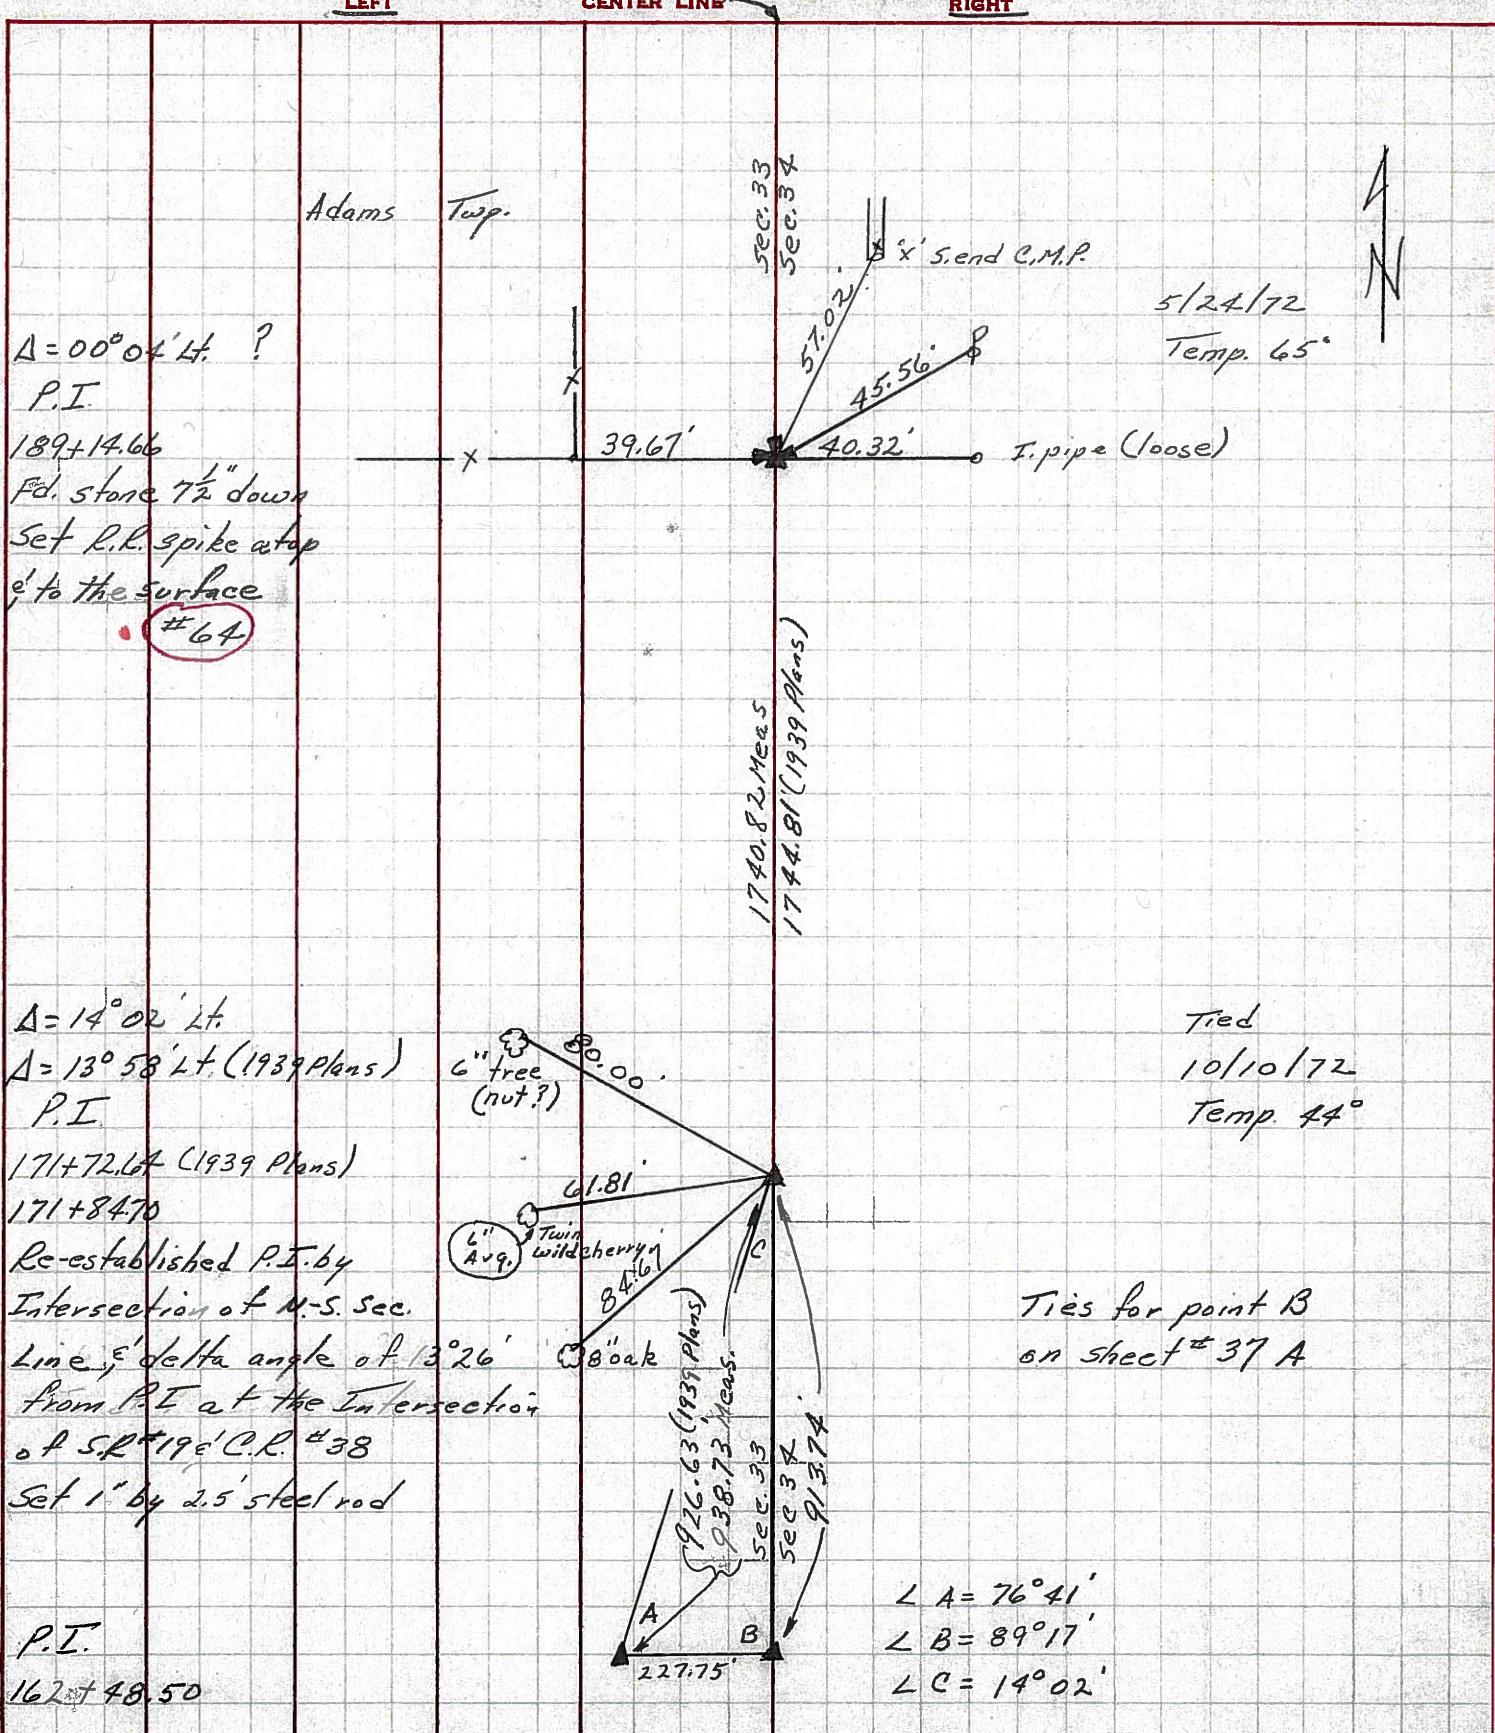 LEFT CENTER LINE RIGHT
Sec. 33
Sec. 34
Adams Twp.
'x' S. end C.M.P.
57.02'
5/24/72
Temp. 65°
N
Δ = 00°04' Lt. ?
P.I.
45.56'
189+14.66
39.67'
40.32'
I. pipe (loose)
Fd. stone 7 1/2" down
Set R.R. spike atop
& to the surface
#64
1740.82 Meas
1744.81' (1939 Plans)
Δ = 14°02' Lt.
Δ = 13°58' Lt. (1939 Plans)
P.I.
171+72.64 (1939 Plans)
171+84.70
Re-established P.I. by
Intersection of N-S. Sec.
Line & delta angle of 13°26'
from P.I at the Intersection
of S.R #19 & C.R. #38
Set 1" by 2.5' steel rod
6" tree
(nut?)
80.00'
61.81'
6"
Avg.
Twin
wildcherry
84.61'
8" oak
Tied
10/10/72
Temp. 44°
C
Ties for point B
on sheet #37 A
926.63 (1939 Plans)
938.73 Meas.
Sec. 33
Sec 34
913.74'
A
B
227.75'
∠ A = 76°41'
∠ B = 89°17'
∠ C = 14°02'
P.I.
162+48.50